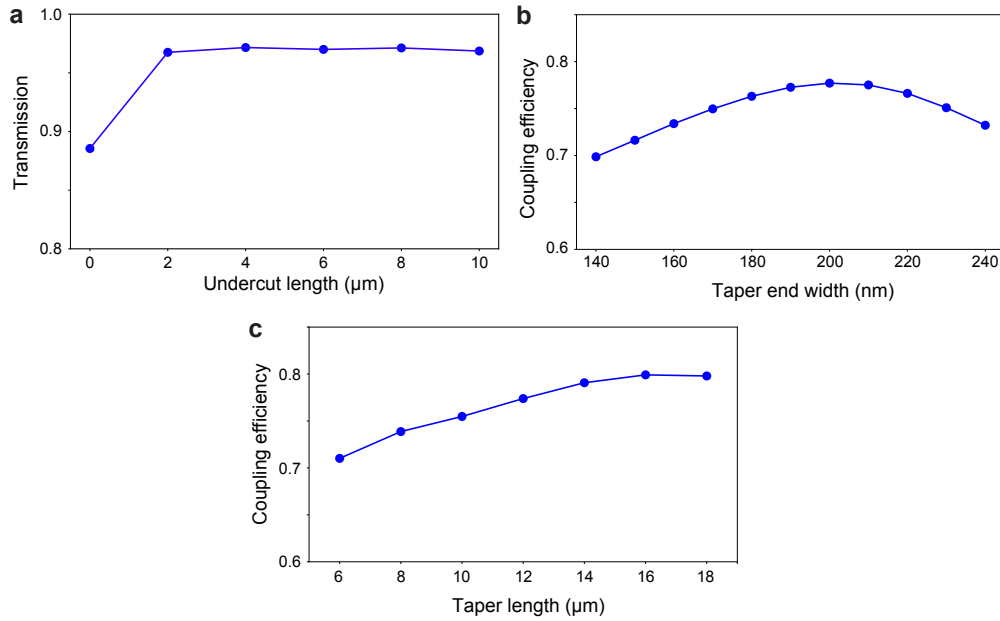 a
1.0
0.9
0.8
Transmission
0 2 4 6 8 10
Undercut length (μm)
b
0.8
0.7
0.6
Coupling efficiency
140 160 180 200 220 240
Taper end width (nm)
c
0.8
0.7
0.6
Coupling efficiency
6 8 10 12 14 16 18
Taper length (μm)